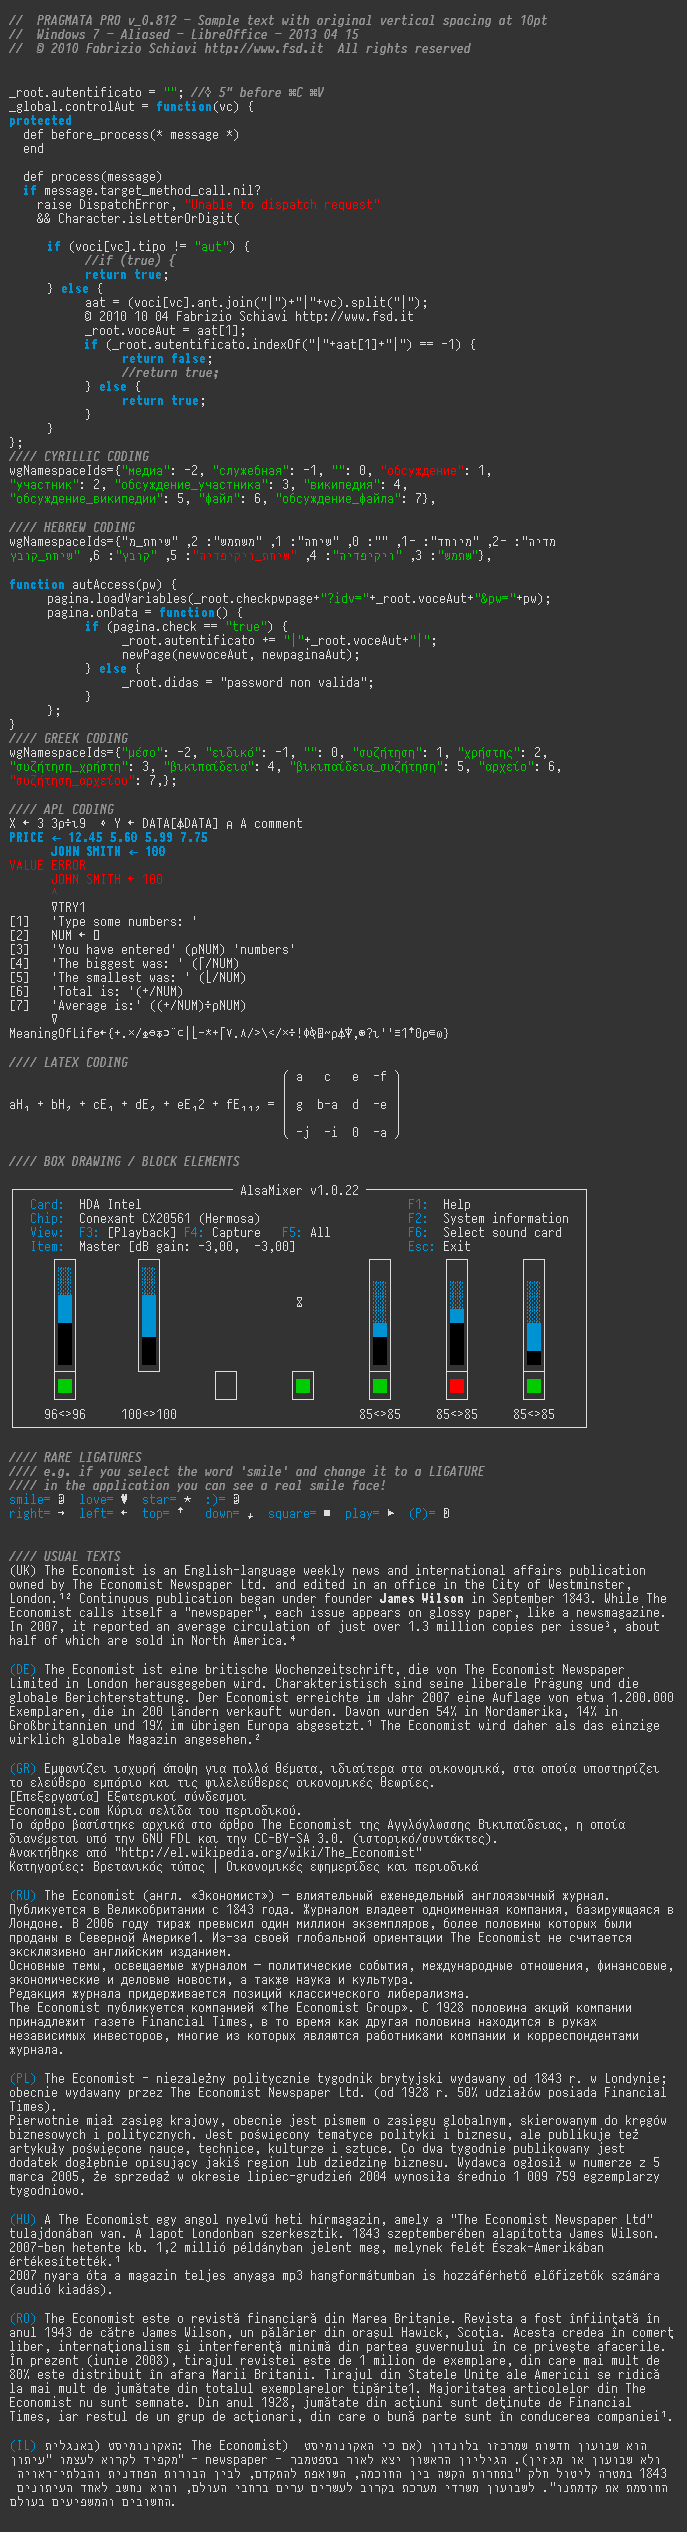 //  PRAGMATA PRO v_0.812 – Sample text with original vertical spacing at 10pt
//  Windows 7 – Aliased – LibreOffice – 2013 04 15
//  © 2010 Fabrizio Schiavi http://www.fsd.it  All rights reserved
_root.autentificato = ""; //◊ 5" before ⌘C ⌘V
_global.controlAut = function(vc) {
protected
  def before_process(* message *)
  end
  def process(message)
  if message.target_method_call.nil?
    raise DispatchError, "Unable to dispatch request"
    && Character.isLetterOrDigit(
if (voci[vc].tipo != "aut") {
//if (true) {
return true;
} else {
aat = (voci[vc].ant.join("|")+"|"+vc).split("|");
© 2010 10 04 Fabrizio Schiavi http://www.fsd.it
_root.voceAut = aat[1];
if (_root.autentificato.indexOf("|"+aat[1]+"|") == -1) {
return false;
//return true;
} else {
return true;
}
}
};
//// CYRILLIC CODING
wgNamespaceIds={"медиа": -2, "служебная": -1, "": 0, "обсуждение": 1,
"участник": 2, "обсуждение_участника": 3, "википедия": 4,
"обсуждение_википедии": 5, "файл": 6, "обсуждение_файла": 7},
//// HEBREW CODING
wgNamespaceIds={"מדיה": -2, "מיוחד": -1, "": 0, "שיחה": 1, "משתמש": 2, "שיחת_מ
שתמש": 3, "ויקיפדיה": 4, "שיחת_ויקיפדיה": 5, "קובץ": 6, "שיחת_קובץ"},
function autAccess(pw) {
pagina.loadVariables(_root.checkpwpage+"?idv="+_root.voceAut+"&pw="+pw);
pagina.onData = function() {
if (pagina.check == "true") {
_root.autentificato += "|"+_root.voceAut+"|";
newPage(newvoceAut, newpaginaAut);
} else {
_root.didas = "password non valida";
}
};
}
//// GREEK CODING
wgNamespaceIds={"μέσο": -2, "ειδικό": -1, "": 0, "συζήτηση": 1, "χρήστης": 2,
"συζήτηση_χρήστη": 3, "βικιπαίδεια": 4, "βικιπαίδεια_συζήτηση": 5, "αρχείο": 6,
"συζήτηση_αρχείου": 7,};
//// APL CODING
X ← 3 3⍴÷⍳9  ⋄ Y ← DATA[⍋DATA] ⍝ A comment
PRICE ← 12.45 5.60 5.99 7.75
JOHN SMITH ← 100
VALUE ERROR
JOHN SMITH ← 100
^
∇TRY1
[1]   'Type some numbers: '
[2]   NUM ← ⎕
[3]   'You have entered' (⍴NUM) 'numbers'
[4]   'The biggest was: ' (⌈/NUM)
[5]   'The smallest was: ' (⌊/NUM)
[6]   'Total is: '(+/NUM)
[7]   'Average is:' ((+/NUM)÷⍴NUM)
∇
//// LATEX CODING
a   c   e  -f
aH₁ + bH₂ + cE₁ + dE₂ + eE₁2 + fE₁₁₂ = g  b-a  d  -e
-j  -i  0  -a
//// BOX DRAWING / BLOCK ELEMENTS
AlsaMixer v1.0.22
Card:  HDA Intel  F1:  Help
Chip:  Conexant CX20561 (Hermosa)  F2:  System information
View:  F3: [Playback] F4: Capture   F5: All  F6:  Select sound card
Item:  Master [dB gain: -3,00,  -3,00]  Esc: Exit
96<>96  100<>100  85<>85  85<>85  85<>85
//// RARE LIGATURES
//// e.g. if you select the word 'smile' and change it to a LIGATURE
//// in the application you can see a real smile face!
smile=  love= ♥  star= ★  :)=
right= →  left= ←  top= ↑  down= ↓  square= ■  play= ►  (P)=
//// USUAL TEXTS
(UK) The Economist is an English-language weekly news and international affairs publication
owned by The Economist Newspaper Ltd. and edited in an office in the City of Westminster,
London.¹² Continuous publication began under founder James Wilson in September 1843. While The
Economist calls itself a "newspaper", each issue appears on glossy paper, like a newsmagazine.
In 2007, it reported an average circulation of just over 1.3 million copies per issue³, about
half of which are sold in North America.⁴
(DE) The Economist ist eine britische Wochenzeitschrift, die von The Economist Newspaper
Limited in London herausgegeben wird. Charakteristisch sind seine liberale Prägung und die
globale Berichterstattung. Der Economist erreichte im Jahr 2007 eine Auflage von etwa 1.200.000
Exemplaren, die in 200 Ländern verkauft wurden. Davon wurden 54% in Nordamerika, 14% in
Großbritannien und 19% im übrigen Europa abgesetzt.¹ The Economist wird daher als das einzige
wirklich globale Magazin angesehen.²
(GR) Εμφανίζει ισχυρή άποψη για πολλά θέματα, ιδιαίτερα στα οικονομικά, στα οποία υποστηρίζει
το ελεύθερο εμπόριο και τις φιλελεύθερες οικονομικές θεωρίες.
[Επεξεργασία] Εξωτερικοί σύνδεσμοι
Economist.com Κύρια σελίδα του περιοδικού.
Το άρθρο βασίστηκε αρχικά στο άρθρο The Economist της Αγγλόγλωσσης Βικιπαίδειας, η οποία
διανέμεται υπό την GNU FDL και την CC-BY-SA 3.0. (ιστορικό/συντάκτες).
Ανακτήθηκε από "http://el.wikipedia.org/wiki/The_Economist"
Κατηγορίες: Βρετανικός τύπος | Οικονομικές εφημερίδες και περιοδικά
(RU) The Economist (англ. «Экономист») — влиятельный еженедельный англоязычный журнал.
Публикуется в Великобритании с 1843 года. Журналом владеет одноименная компания, базирующаяся в
Лондоне. В 2006 году тираж превысил один миллион экземпляров, более половины которых были
проданы в Северной Америке1. Из-за своей глобальной ориентации The Economist не считается
эксклюзивно английским изданием.
Основные темы, освещаемые журналом — политические события, международные отношения, финансовые,
экономические и деловые новости, а также наука и культура.
Редакция журнала придерживается позиций классического либерализма.
The Economist публикуется компанией «The Economist Group». С 1928 половина акций компании
принадлежит газете Financial Times, в то время как другая половина находится в руках
независимых инвесторов, многие из которых являются работниками компании и корреспондентами
журнала.
(PL) The Economist – niezależny politycznie tygodnik brytyjski wydawany od 1843 r. w Londynie;
obecnie wydawany przez The Economist Newspaper Ltd. (od 1928 r. 50% udziałów posiada Financial
Times).
Pierwotnie miał zasięg krajowy, obecnie jest pismem o zasięgu globalnym, skierowanym do kręgów
biznesowych i politycznych. Jest poświęcony tematyce polityki i biznesu, ale publikuje też
artykuły poświęcone nauce, technice, kulturze i sztuce. Co dwa tygodnie publikowany jest
dodatek dogłębnie opisujący jakiś region lub dziedzinę biznesu. Wydawca ogłosił w numerze z 5
marca 2005, że sprzedaż w okresie lipiec-grudzień 2004 wynosiła średnio 1 009 759 egzemplarzy
tygodniowo.
(HU) A The Economist egy angol nyelvű heti hírmagazin, amely a "The Economist Newspaper Ltd"
tulajdonában van. A lapot Londonban szerkesztik. 1843 szeptemberében alapította James Wilson.
2007-ben hetente kb. 1,2 millió példányban jelent meg, melynek felét Észak-Amerikában
értékesítették.¹
2007 nyara óta a magazin teljes anyaga mp3 hangformátumban is hozzáférhető előfizetők számára
(audió kiadás).
(RO) The Economist este o revistă financiară din Marea Britanie. Revista a fost înfiinţată în
anul 1943 de către James Wilson, un pălărier din oraşul Hawick, Scoţia. Acesta credea în comerţ
liber, internaţionalism şi interferenţă minimă din partea guvernului în ce priveşte afacerile.
În prezent (iunie 2008), tirajul revistei este de 1 milion de exemplare, din care mai mult de
80% este distribuit în afara Marii Britanii. Tirajul din Statele Unite ale Americii se ridică
la mai mult de jumătate din totalul exemplarelor tipărite1. Majoritatea articolelor din The
Economist nu sunt semnate. Din anul 1928, jumătate din acţiuni sunt deţinute de Financial
Times, iar restul de un grup de acţionari, din care o bună parte sunt în conducerea companiei¹.
(IL) האקונומיסט (באנגלית: The Economist) הוא שבועון חדשות שמרכזו בלונדון (אם כי האקונומיסט
מקפיד לקרוא לעצמו "עיתון" – newspaper – ולא שבועון או מגזין). הגיליון הראשון יצא לאור בספטמבר
1843 במטרה ליטול חלק "בתחרות הקשה בין החוכמה, השואפת להתקדם, לבין הבורות הפחדנית והבלתי־ראויה
החוסמת את קדמתנו". לשבועון משרדי מערכת בקרוב לעשרים ערים ברחבי העולם, והוא נחשב לאחד העיתונים
החשובים והמשפיעים בעולם.